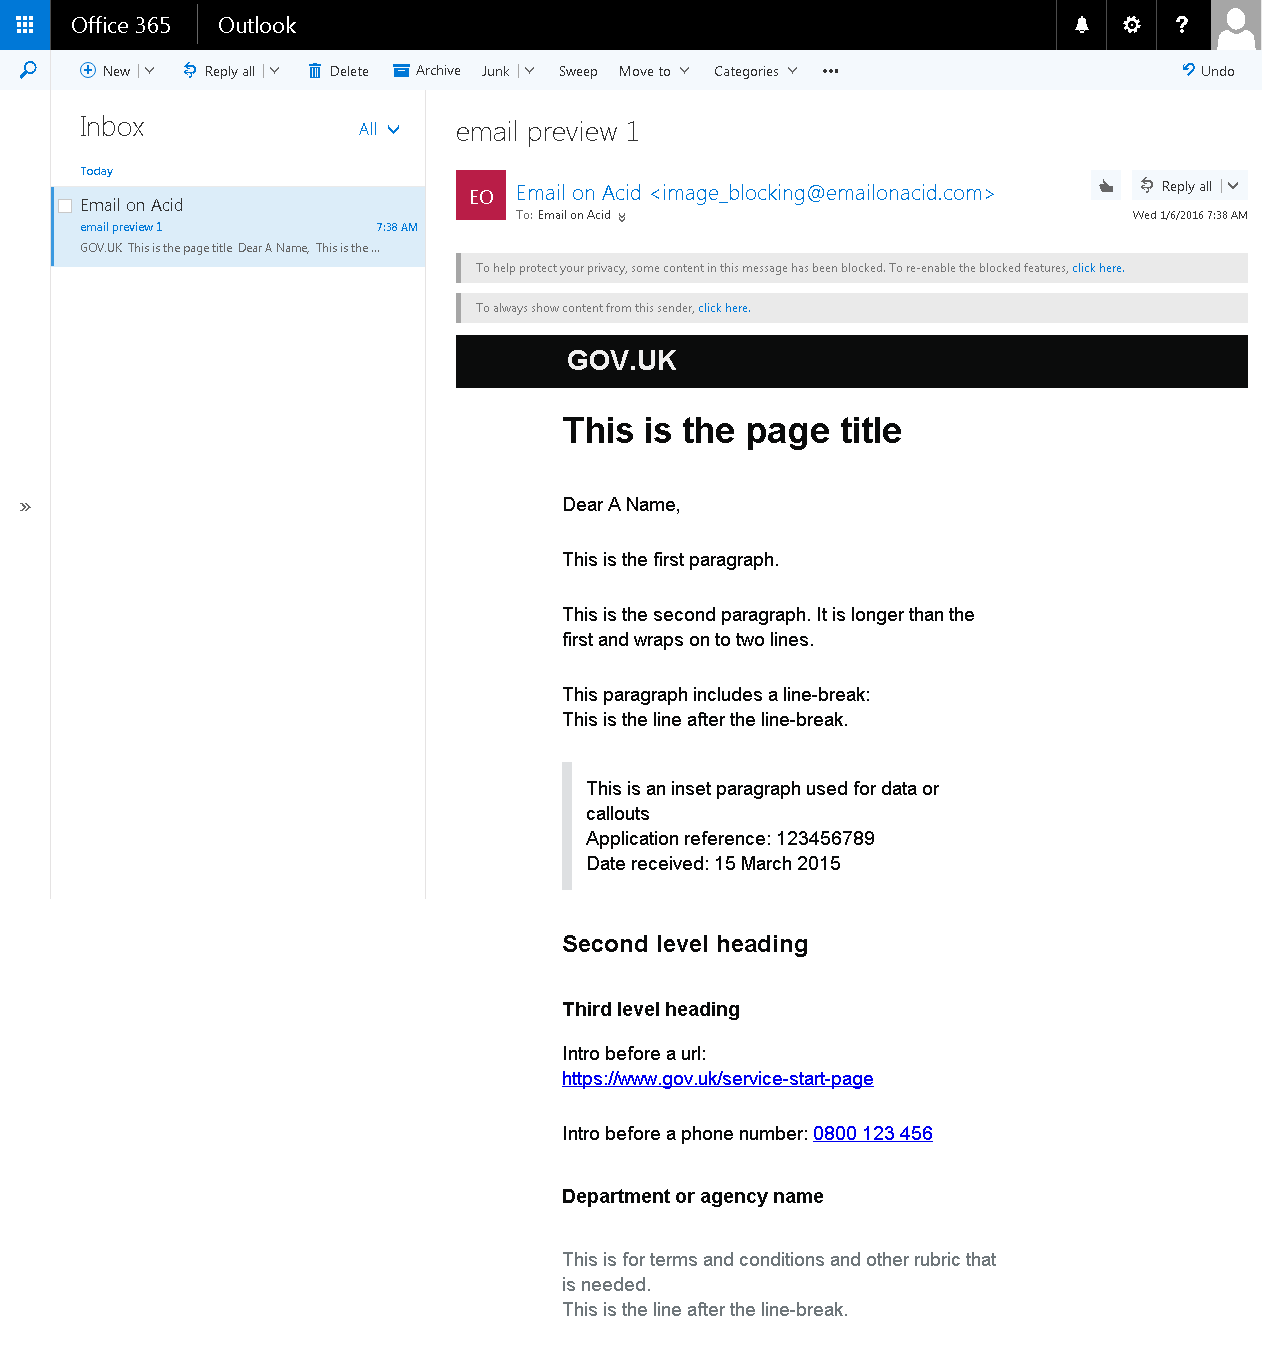 Office 365 Outlook ?
New Reply all Delete Archive Junk Sweep Move to Categories ••• Undo
Inbox All
Today
Email on Acid
email preview 1 7:38 AM
GOV.UK This is the page title Dear A Name, This is the ...
»
email preview 1
EO
Email on Acid <image_blocking@emailonacid.com>
To: Email on Acid
Reply all
Wed 1/6/2016 7:38 AM
To help protect your privacy, some content in this message has been blocked. To re-enable the blocked features, click here.
To always show content from this sender, click here.
GOV.UK
This is the page title
Dear A Name,
This is the first paragraph.
This is the second paragraph. It is longer than the
first and wraps on to two lines.
This paragraph includes a line-break:
This is the line after the line-break.
This is an inset paragraph used for data or
callouts
Application reference: 123456789
Date received: 15 March 2015
Second level heading
Third level heading
Intro before a url:
https://www.gov.uk/service-start-page
Intro before a phone number: 0800 123 456
Department or agency name
This is for terms and conditions and other rubric that
is needed.
This is the line after the line-break.